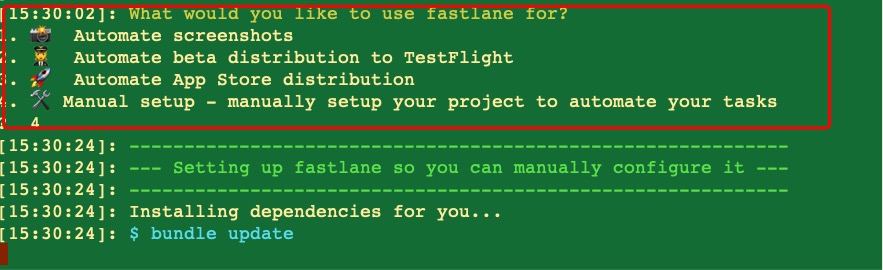 [15:30:02]: What would you like to use fastlane for?
1. 📸 Automate screenshots
2. 👩‍✈️ Automate beta distribution to TestFlight
3. 🚀 Automate App Store distribution
4. 🛠 Manual setup - manually setup your project to automate your tasks
? 4
[15:30:24]: ------------------------------------------------------------
[15:30:24]: --- Setting up fastlane so you can manually configure it ---
[15:30:24]: ------------------------------------------------------------
[15:30:24]: Installing dependencies for you...
[15:30:24]: $ bundle update